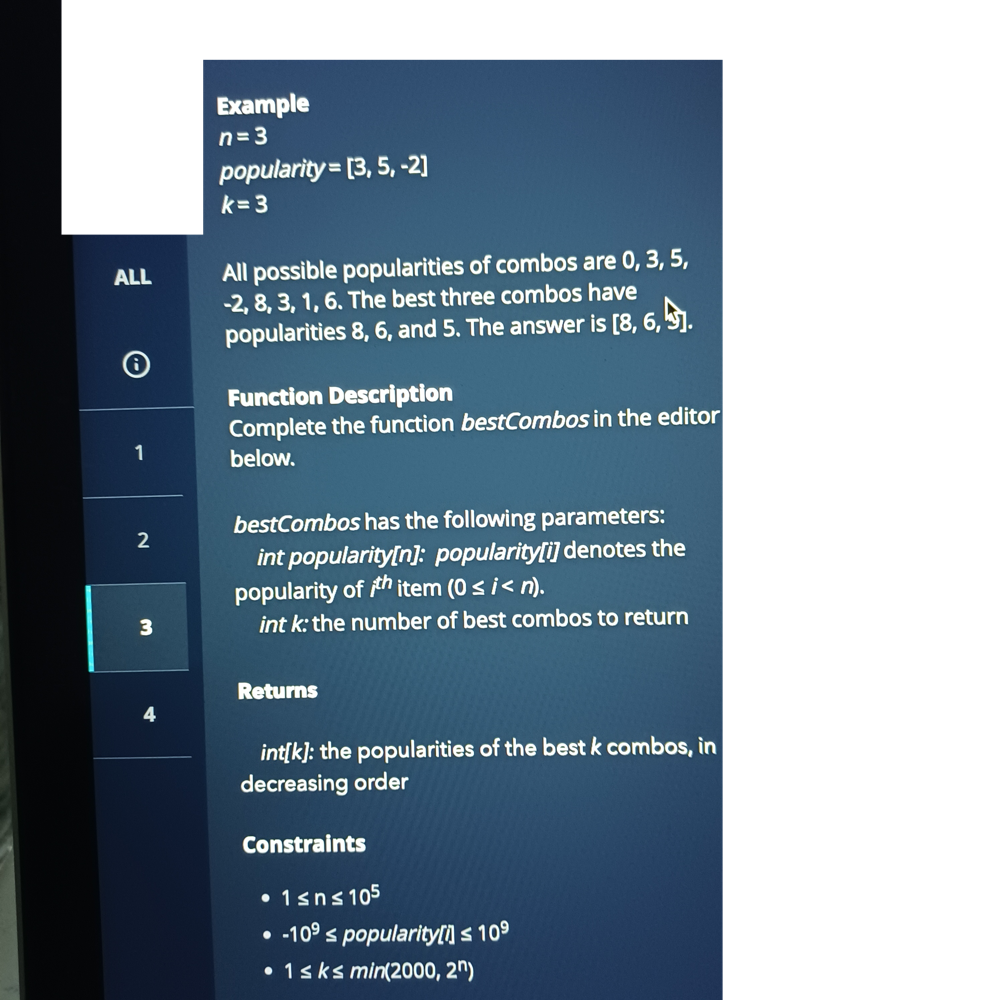 Example
n = 3
popularity = [3, 5, -2]
k = 3
All possible popularities of combos are 0, 3, 5,
-2, 8, 3, 1, 6. The best three combos have
popularities 8, 6, and 5. The answer is [8, 6, 5].
Function Description
Complete the function bestCombos in the editor
below.
bestCombos has the following parameters:
int popularity[n]: popularity[i] denotes the
popularity of iᵗʰ item (0 ≤ i < n).
int k: the number of best combos to return
Returns
int[k]: the popularities of the best k combos, in
decreasing order
Constraints
• 1 ≤ n ≤ 10⁵
• -10⁹ ≤ popularity[i] ≤ 10⁹
• 1 ≤ k ≤ min(2000, 2ⁿ)
ALL
1
2
3
4